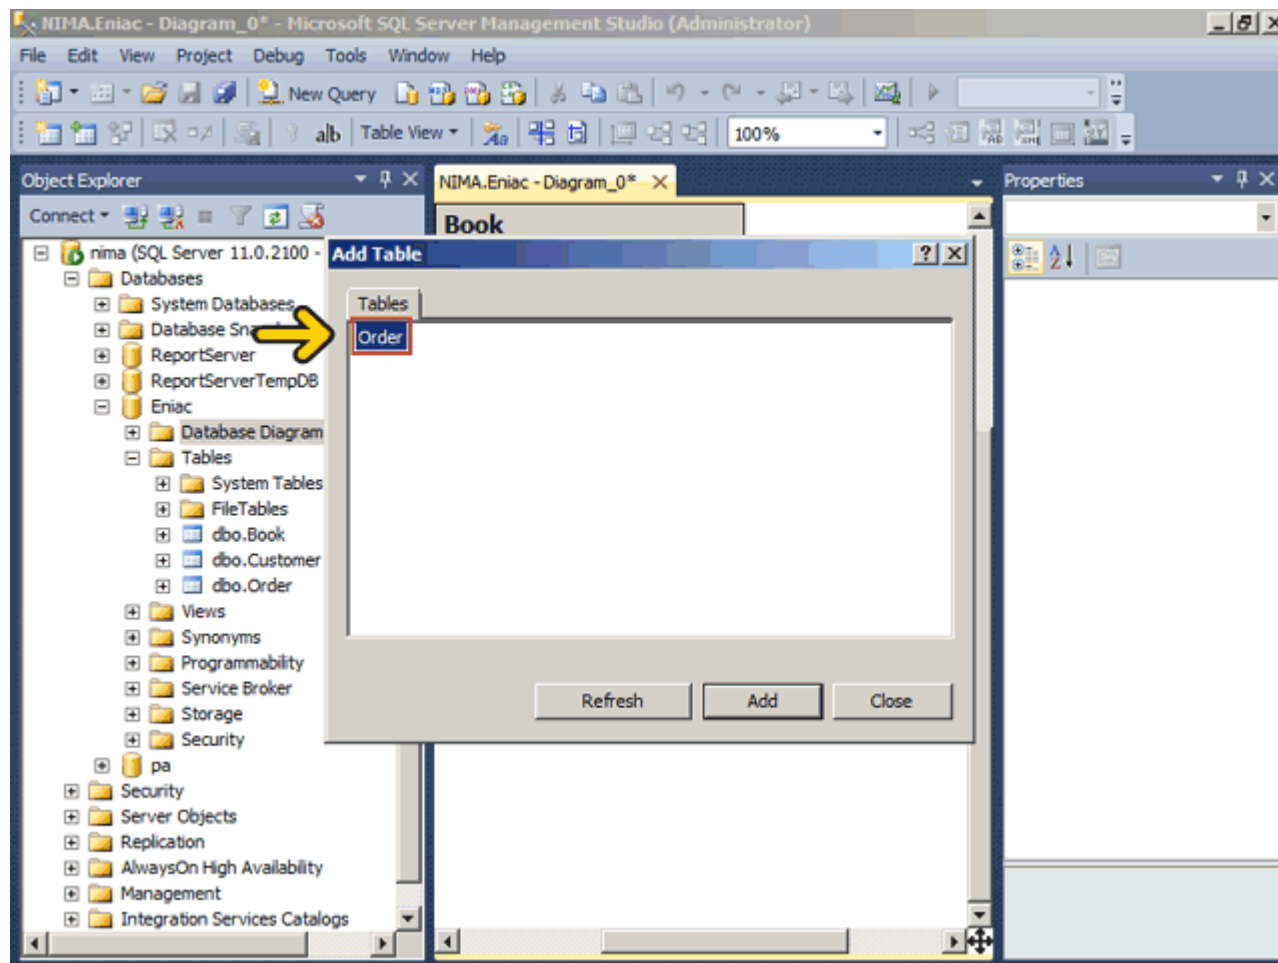 NIMA.Eniac - Diagram_0* - Microsoft SQL Server Management Studio (Administrator)
File Edit View Project Debug Tools Window Help
New Query
Table View 100%
Object Explorer
NIMA.Eniac - Diagram_0*
Properties
Connect
Book
nima (SQL Server 11.0.2100 -
Add Table
Databases
System Databases
Tables
Database Sna
Order
ReportServer
ReportServerTempDB
Eniac
Database Diagram
Tables
System Tables
FileTables
dbo.Book
dbo.Customer
dbo.Order
Views
Synonyms
Programmability
Service Broker
Refresh Add Close
Storage
Security
pa
Security
Server Objects
Replication
AlwaysOn High Availability
Management
Integration Services Catalogs